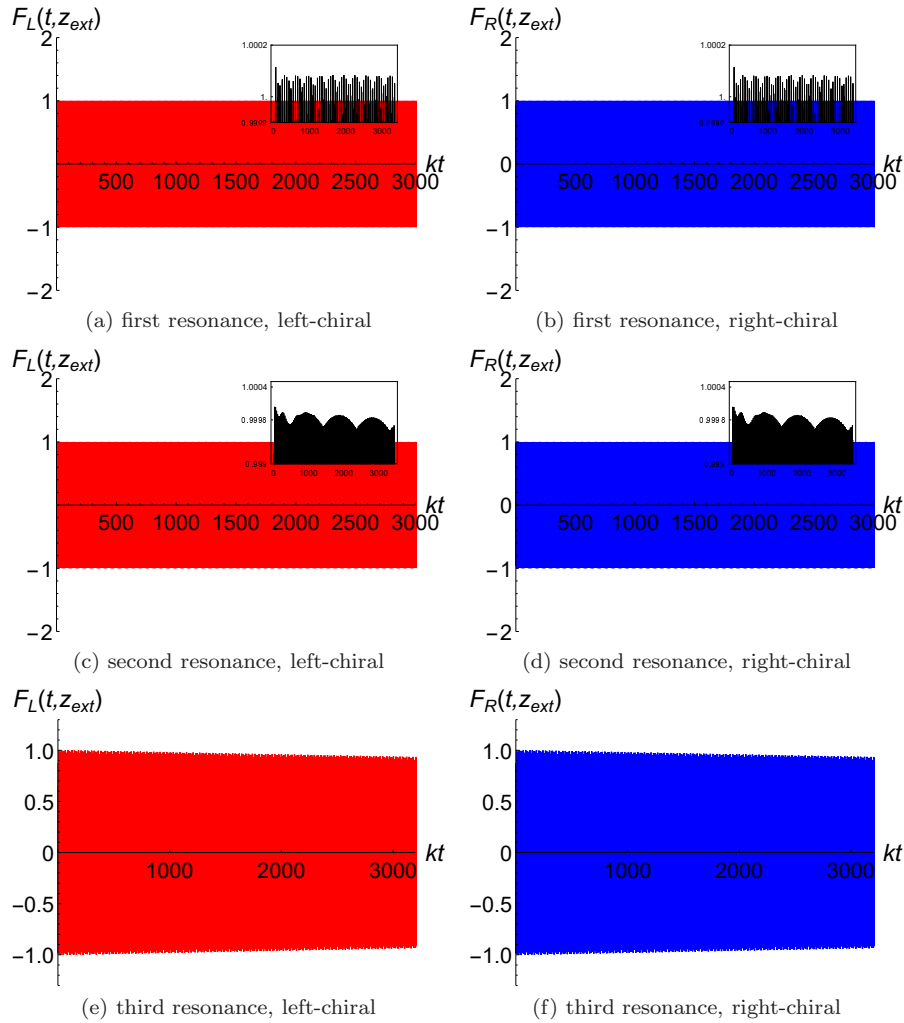 F_L(t,z_ext) F_R(t,z_ext)
2 2
1.0002 1.0002
1 1. 1 1.
0.9998 0.9998
0 1000 2000 3000 0 1000 2000 3000
kt 0 kt
500 1000 1500 2000 2500 3000 500 1000 1500 2000 2500 3000
−1 −1
−2 −2
(a) first resonance, left-chiral (b) first resonance, right-chiral
F_L(t,z_ext) F_R(t,z_ext)
2 2
1.0004 1.0004
0.9998 0.9998
1 1
0.999 0.999
0 1000 2000 3000 0 1000 2000 3000
kt 0 kt
500 1000 1500 2000 2500 3000 500 1000 1500 2000 2500 3000
−1 −1
−2 −2
(c) second resonance, left-chiral (d) second resonance, right-chiral
F_L(t,z_ext) F_R(t,z_ext)
1.0 1.0
0.5 0.5
0 kt 0 kt
1000 2000 3000 1000 2000 3000
−0.5 −0.5
−1.0 −1.0
(e) third resonance, left-chiral (f) third resonance, right-chiral